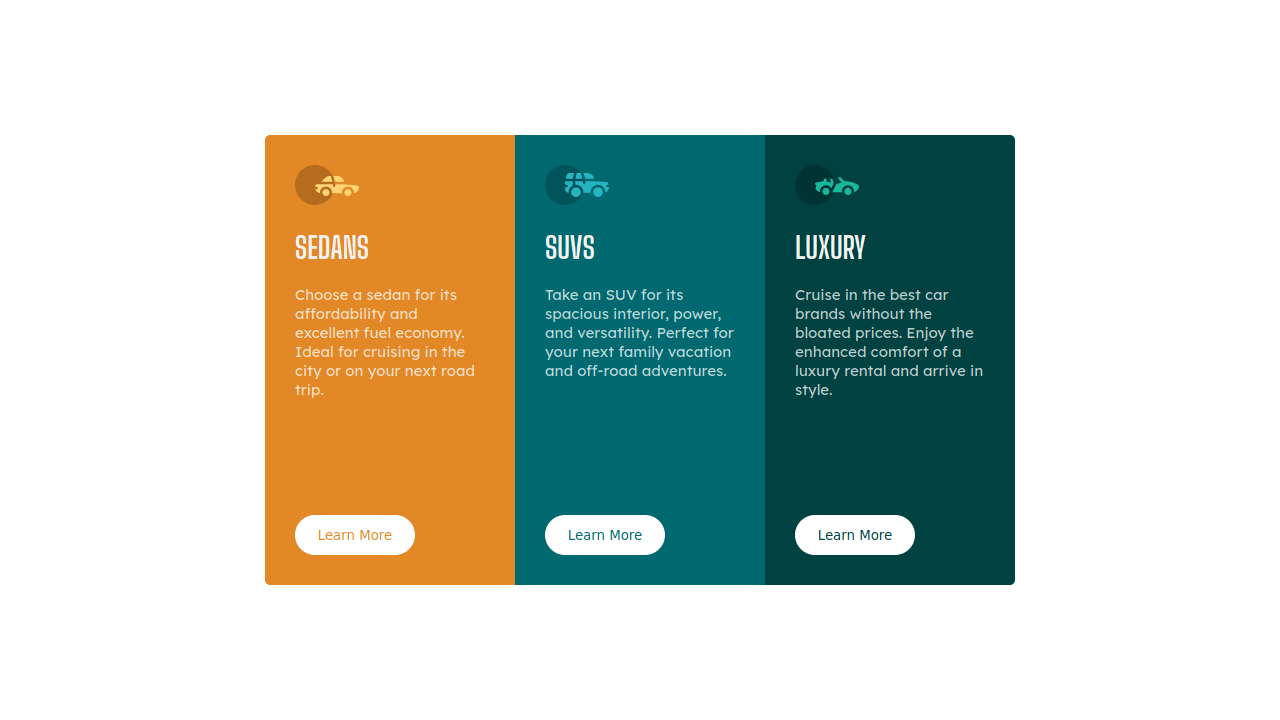 SEDANS
Choose a sedan for its
affordability and
excellent fuel economy.
Ideal for cruising in the
city or on your next road
trip.
Learn More
SUVS
Take an SUV for its
spacious interior, power,
and versatility. Perfect for
your next family vacation
and off-road adventures.
Learn More
LUXURY
Cruise in the best car
brands without the
bloated prices. Enjoy the
enhanced comfort of a
luxury rental and arrive in
style.
Learn More